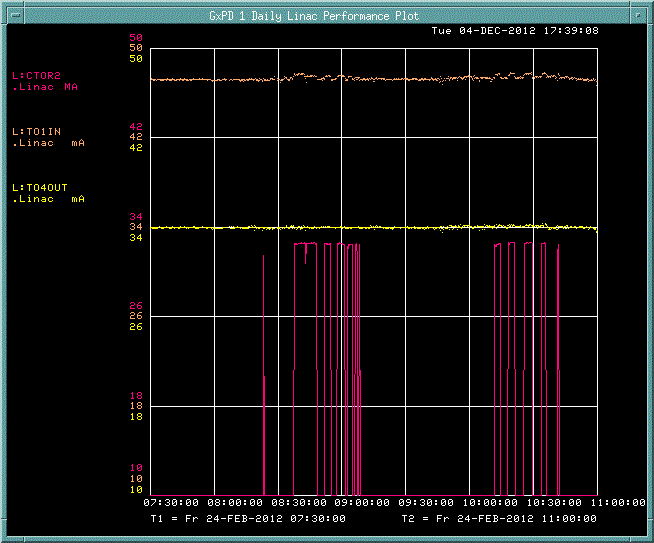 GxPD 1 Daily Linac Performance Plot
Tue 04-DEC-2012 17:39:08
50
50
50
L:CTOR2
.Linac MA
42
42
42
L:TO1IN
.Linac mA
L:TO4OUT
.Linac mA
34
34
34
26
26
26
18
18
18
10
10
10
07:30:00 08:00:00 08:30:00 09:00:00 09:30:00 10:00:00 10:30:00 11:00:00
T1 = Fr 24-FEB-2012 07:30:00 T2 = Fr 24-FEB-2012 11:00:00